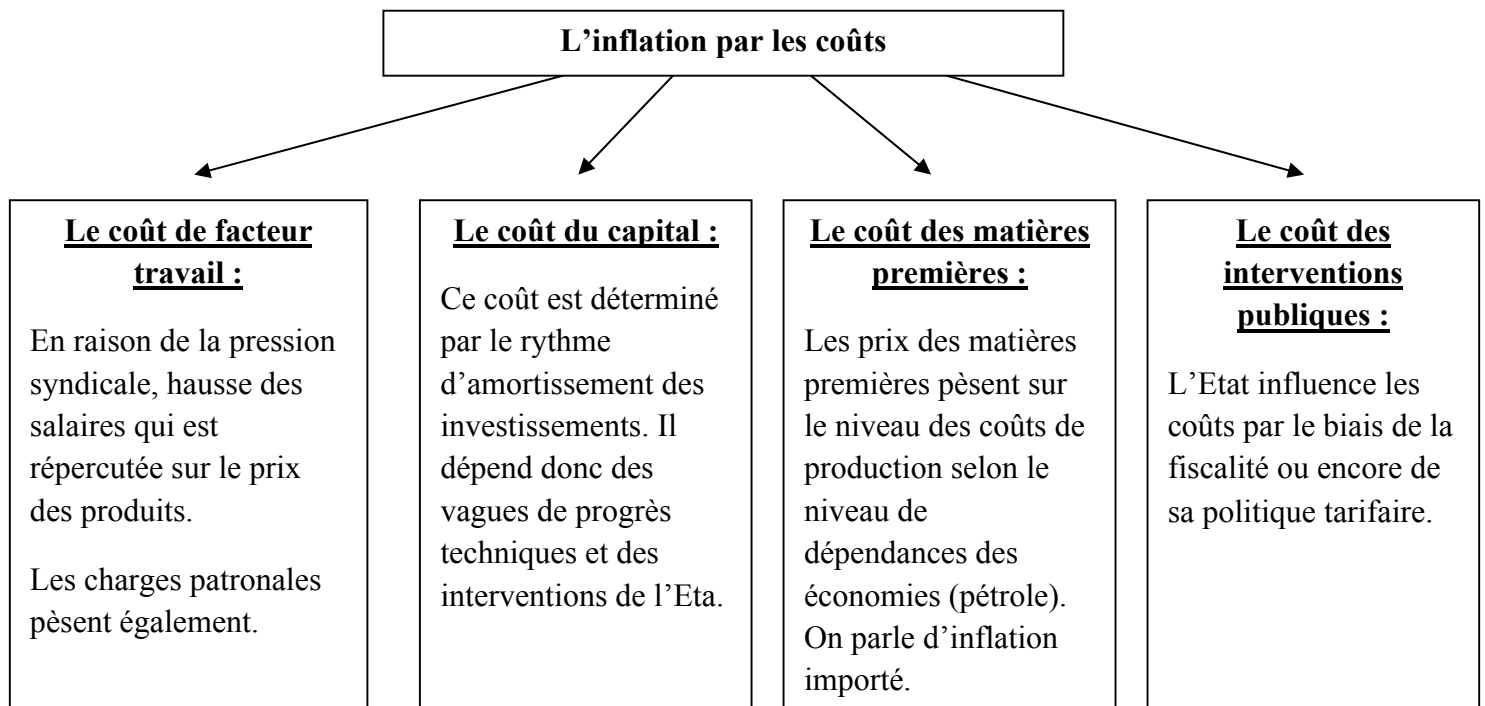 L’inflation par les coûts
Le coût de facteur
travail :
En raison de la pression
syndicale, hausse des
salaires qui est
répercutée sur le prix
des produits.
Les charges patronales
pèsent également.
Le coût du capital :
Ce coût est déterminé
par le rythme
d’amortissement des
investissements. Il
dépend donc des
vagues de progrès
techniques et des
interventions de l’Eta.
Le coût des matières
premières :
Les prix des matières
premières pèsent sur
le niveau des coûts de
production selon le
niveau de
dépendances des
économies (pétrole).
On parle d’inflation
importé.
Le coût des
interventions
publiques :
L’Etat influence les
coûts par le biais de la
fiscalité ou encore de
sa politique tarifaire.